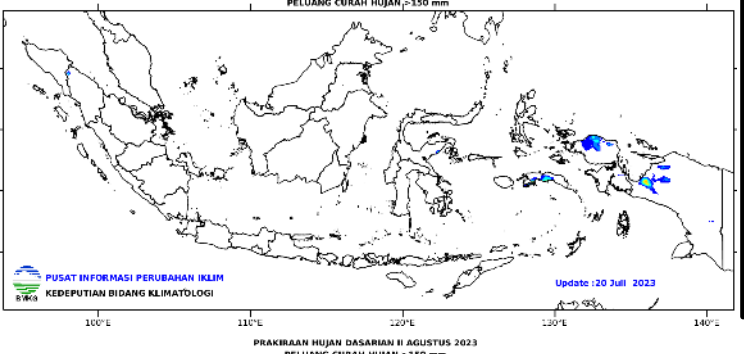 PELUANG CURAH HUJAN >150 mm
PUSAT INFORMASI PERUBAHAN IKLIM
KEDEPUTIAN BIDANG KLIMATOLOGI
BMKG
Update :20 Juli 2023
100°E 110°E 120°E 130°E 140°E
PRAKIRAAN HUJAN DASARIAN II AGUSTUS 2023
PELUANG CURAH HUJAN >150 mm